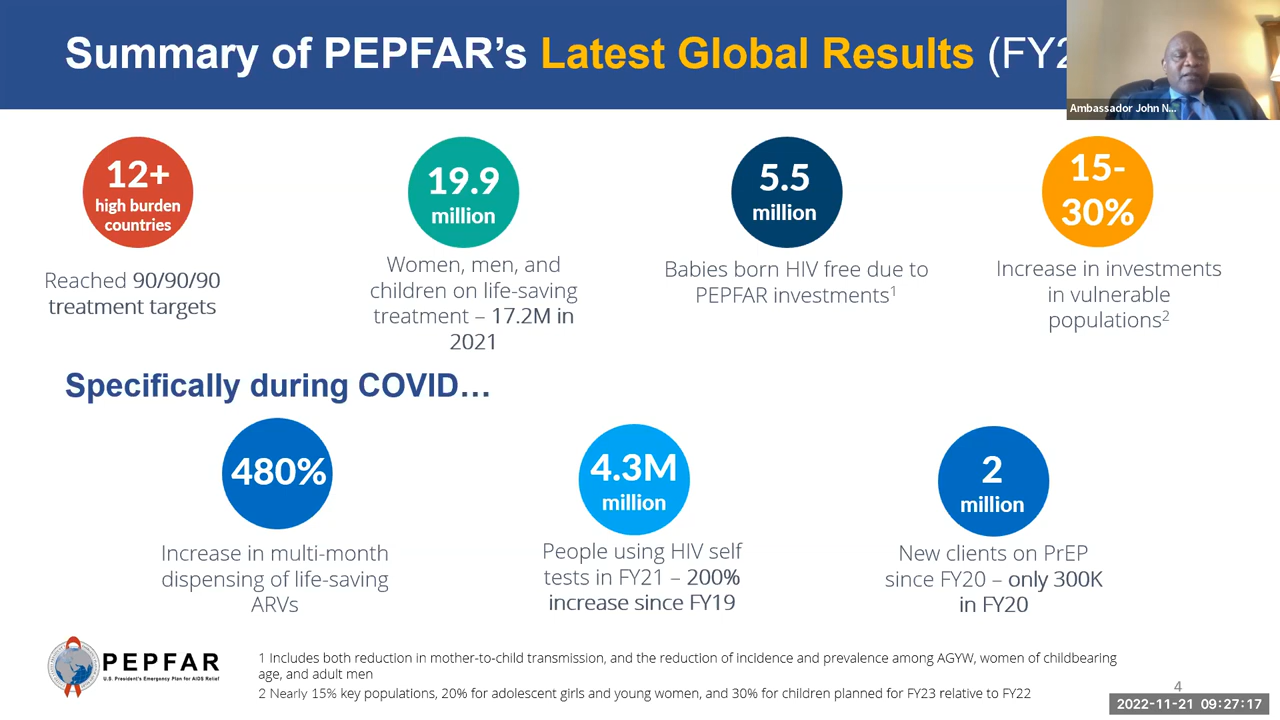 Summary of PEPFAR's Latest Global Results (FY2
Ambassador John N...
12+
high burden
countries
Reached 90/90/90
treatment targets
19.9
million
Women, men, and
children on life-saving
treatment – 17.2M in
2021
5.5
million
Babies born HIV free due to
PEPFAR investments1
15-
30%
Increase in investments
in vulnerable
populations2
Specifically during COVID...
480%
Increase in multi-month
dispensing of life-saving
ARVs
4.3M
million
People using HIV self
tests in FY21 – 200%
increase since FY19
2
million
New clients on PrEP
since FY20 – only 300K
in FY20
PEPFAR
U.S. President's Emergency Plan for AIDS Relief
1 Includes both reduction in mother-to-child transmission, and the reduction of incidence and prevalence among AGYW, women of childbearing
age, and adult men
2 Nearly 15% key populations, 20% for adolescent girls and young women, and 30% for children planned for FY23 relative to FY22
4
2022-11-21 09:27:17